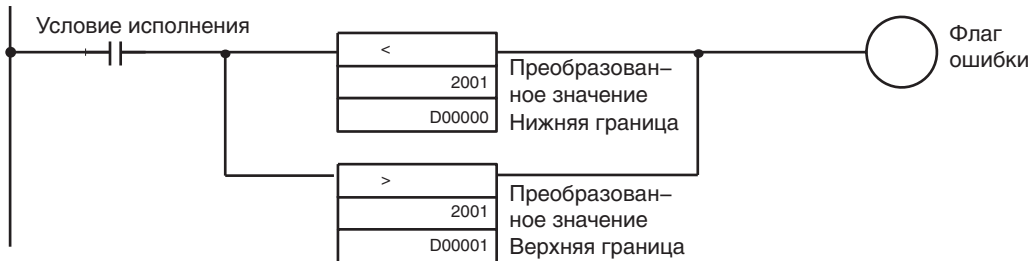 Условие исполнения
Флаг
ошибки
<
2001
D00000
Преобразован–
ное значение
Нижняя граница
>
2001
D00001
Преобразован–
ное значение
Верхняя граница